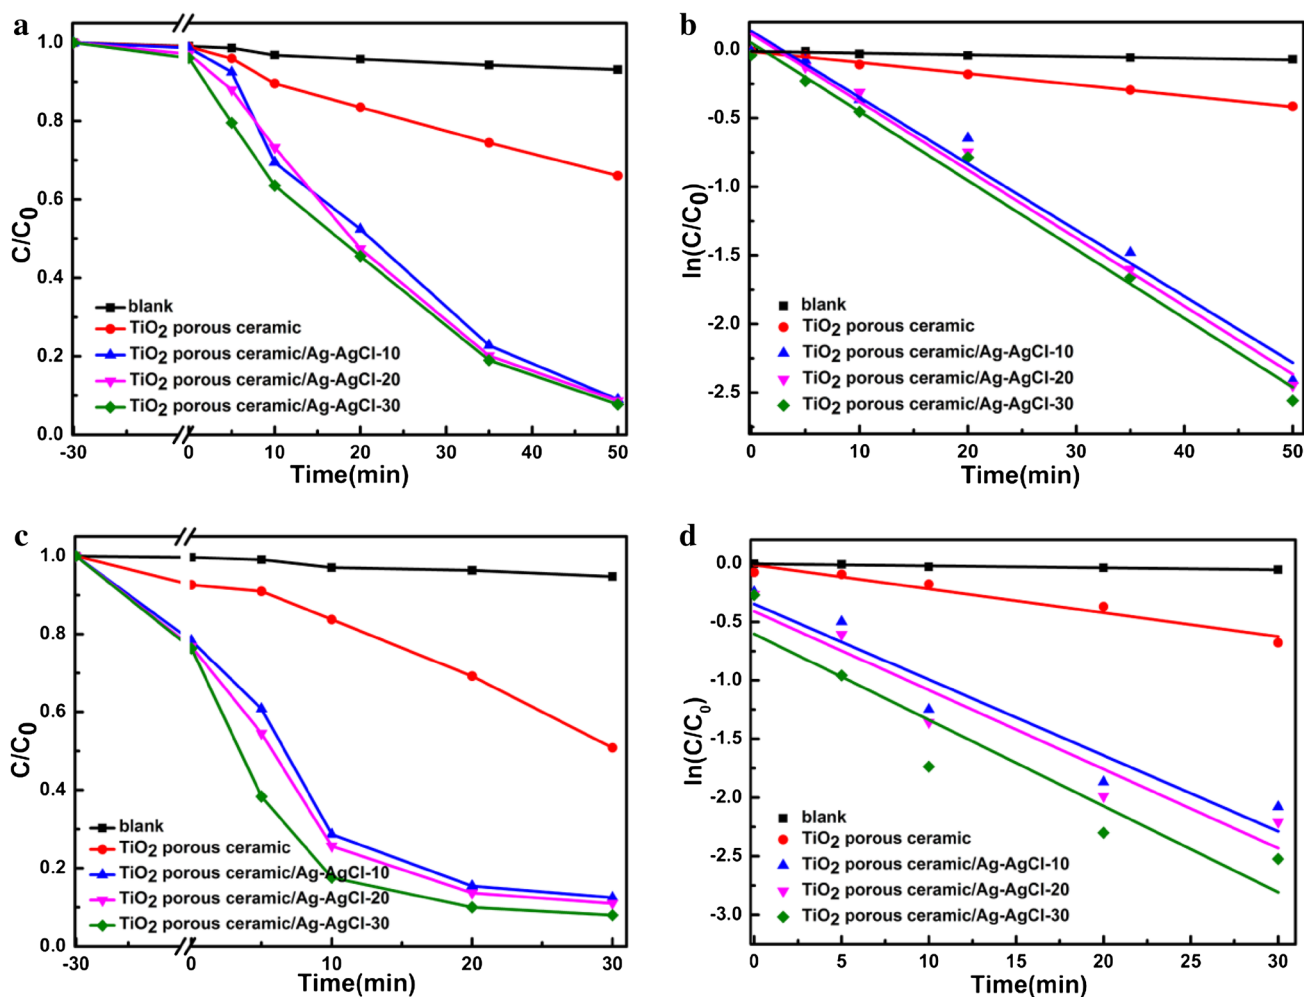 a
1.0
0.8
0.6
0.4
0.2
0.0
C/C0
blank
TiO2 porous ceramic
TiO2 porous ceramic/Ag-AgCl-10
TiO2 porous ceramic/Ag-AgCl-20
TiO2 porous ceramic/Ag-AgCl-30
-30 0 10 20 30 40 50
Time(min)
b
0.0
-0.5
-1.0
-1.5
-2.0
-2.5
ln(C/C0)
blank
TiO2 porous ceramic
TiO2 porous ceramic/Ag-AgCl-10
TiO2 porous ceramic/Ag-AgCl-20
TiO2 porous ceramic/Ag-AgCl-30
0 10 20 30 40 50
Time(min)
c
1.0
0.8
0.6
0.4
0.2
0.0
C/C0
blank
TiO2 porous ceramic
TiO2 porous ceramic/Ag-AgCl-10
TiO2 porous ceramic/Ag-AgCl-20
TiO2 porous ceramic/Ag-AgCl-30
-30 0 10 20 30
Time(min)
d
0.0
-0.5
-1.0
-1.5
-2.0
-2.5
-3.0
ln(C/C0)
blank
TiO2 porous ceramic
TiO2 porous ceramic/Ag-AgCl-10
TiO2 porous ceramic/Ag-AgCl-20
TiO2 porous ceramic/Ag-AgCl-30
0 5 10 15 20 25 30
Time(min)